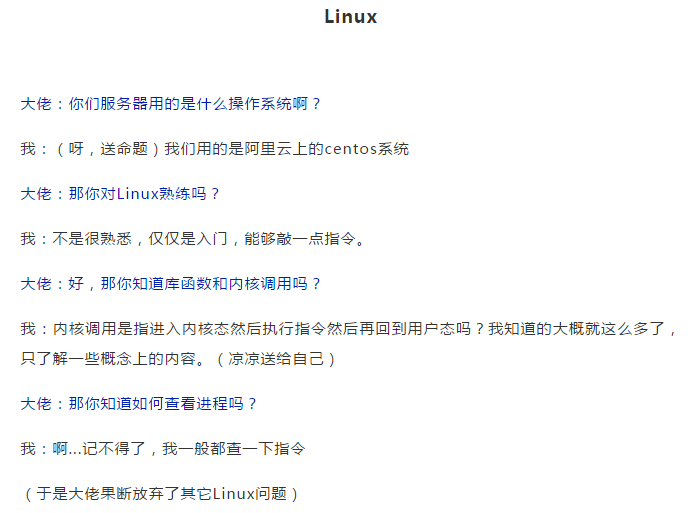 Linux
大佬：你们服务器用的是什么操作系统啊？
我：（呀，送命题）我们用的是阿里云上的centos系统
大佬：那你对Linux熟练吗？
我：不是很熟悉，仅仅是入门，能够敲一点指令。
大佬：好，那你知道库函数和内核调用吗？
我：内核调用是指进入内核态然后执行指令然后再回到用户态吗？我知道的大概就这么多了，
只了解一些概念上的内容。（凉凉送给自己）
大佬：那你知道如何查看进程吗？
我：啊...记不得了，我一般都查一下指令
（于是大佬果断放弃了其它Linux问题）